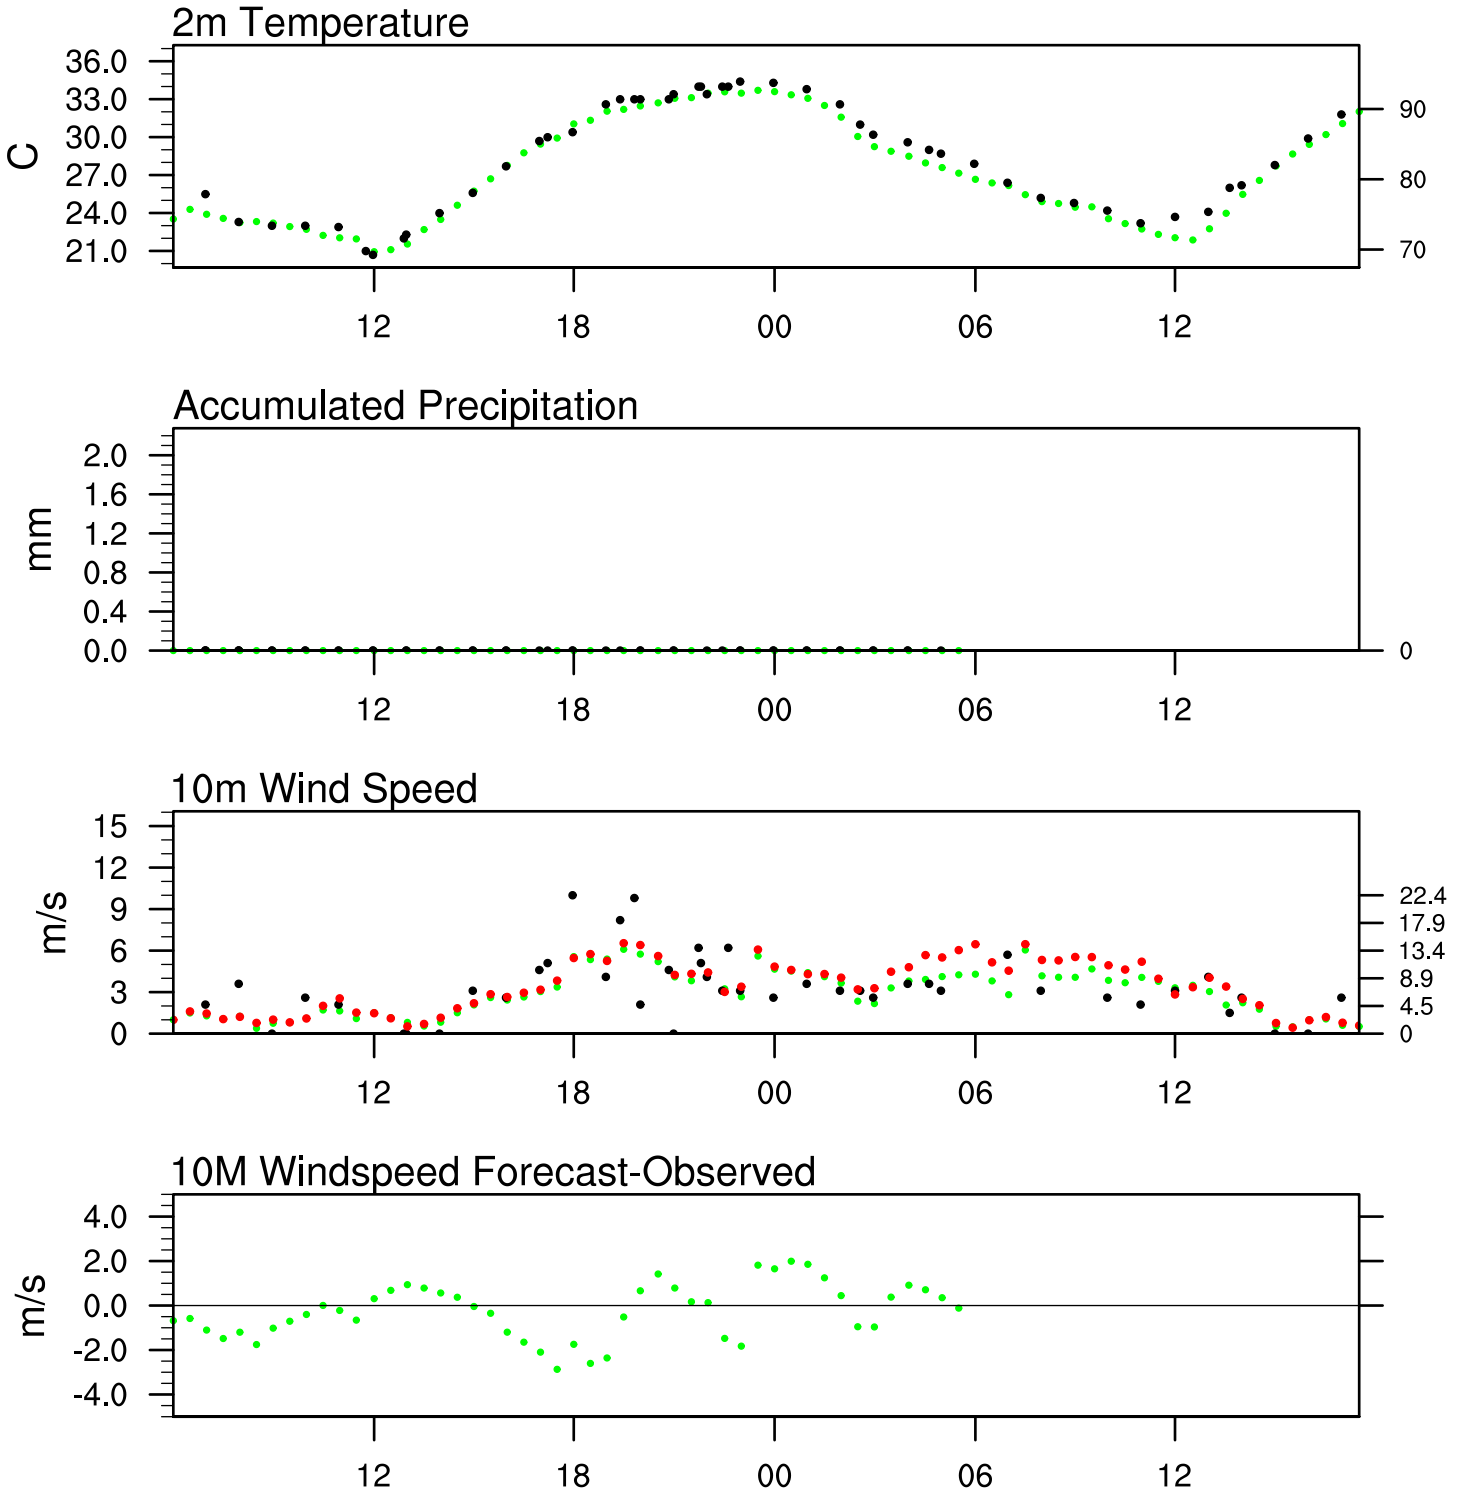 2m Temperature
36.0
33.0
30.0
27.0
24.0
21.0
C
90
80
70
12 18 00 06 12
Accumulated Precipitation
2.0
1.6
1.2
0.8
0.4
0.0
mm
0
12 18 00 06 12
10m Wind Speed
15
12
9
6
3
0
m/s
22.4
17.9
13.4
8.9
4.5
0
12 18 00 06 12
10M Windspeed Forecast-Observed
4.0
2.0
0.0
-2.0
-4.0
m/s
12 18 00 06 12